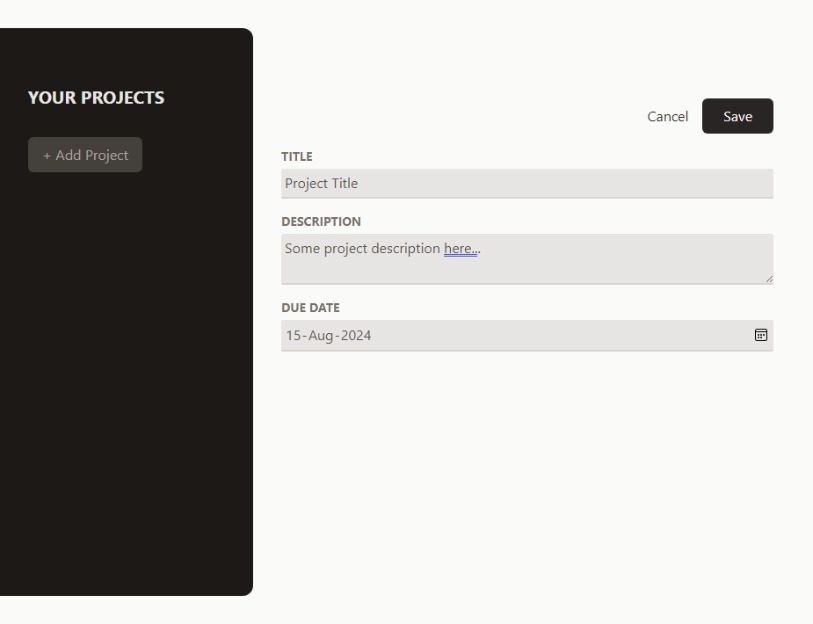 YOUR PROJECTS
+ Add Project
Cancel
Save
TITLE
Project Title
DESCRIPTION
Some project description here...
DUE DATE
15-Aug-2024